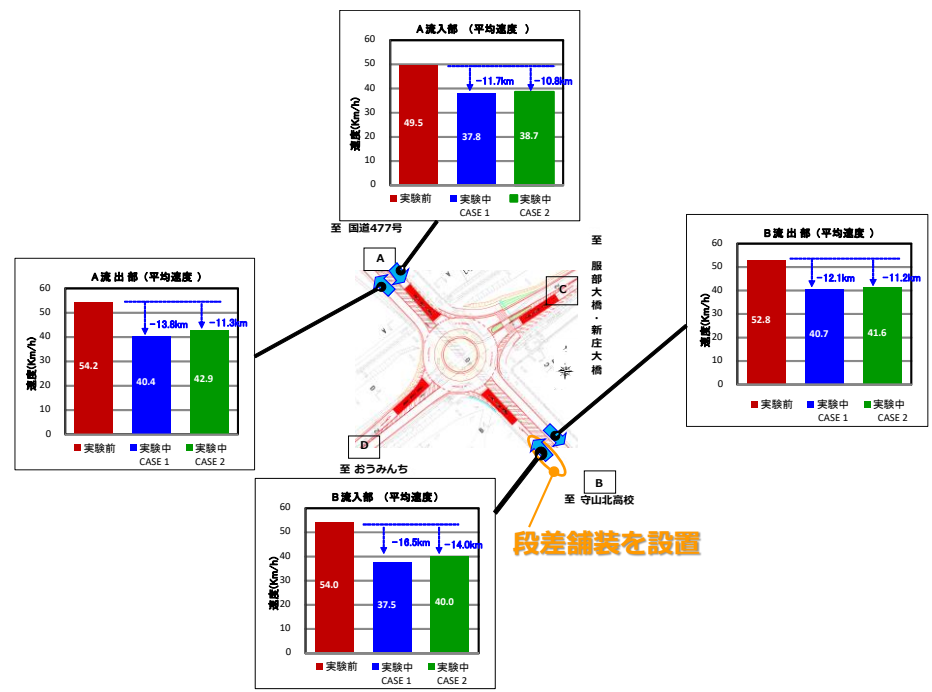 A流入部 （平均速度 ）
速度(Km/h)
60
50
40
30
20
10
0
-11.7km
-10.8km
49.5
37.8
38.7
実験前
実験中
CASE 1
実験中
CASE 2
至 国道477号
A
至 服部大橋・新庄大橋
C
A流出部（平均速度 ）
速度(Km/h)
60
50
40
30
20
10
0
-13.8km
-11.3km
54.2
40.4
42.9
実験前
実験中
CASE 1
実験中
CASE 2
B流出部（平均速度 ）
速度(Km/h)
60
50
40
30
20
10
0
-12.1km
-11.2km
52.8
40.7
41.6
実験前
実験中
CASE 1
実験中
CASE 2
D
至 おうみんち
B
至 守山北高校
段差舗装を設置
B流入部 （平均速度）
速度(Km/h)
60
50
40
30
20
10
0
-16.5km
-14.0km
54.0
37.5
40.0
実験前
実験中
CASE 1
実験中
CASE 2